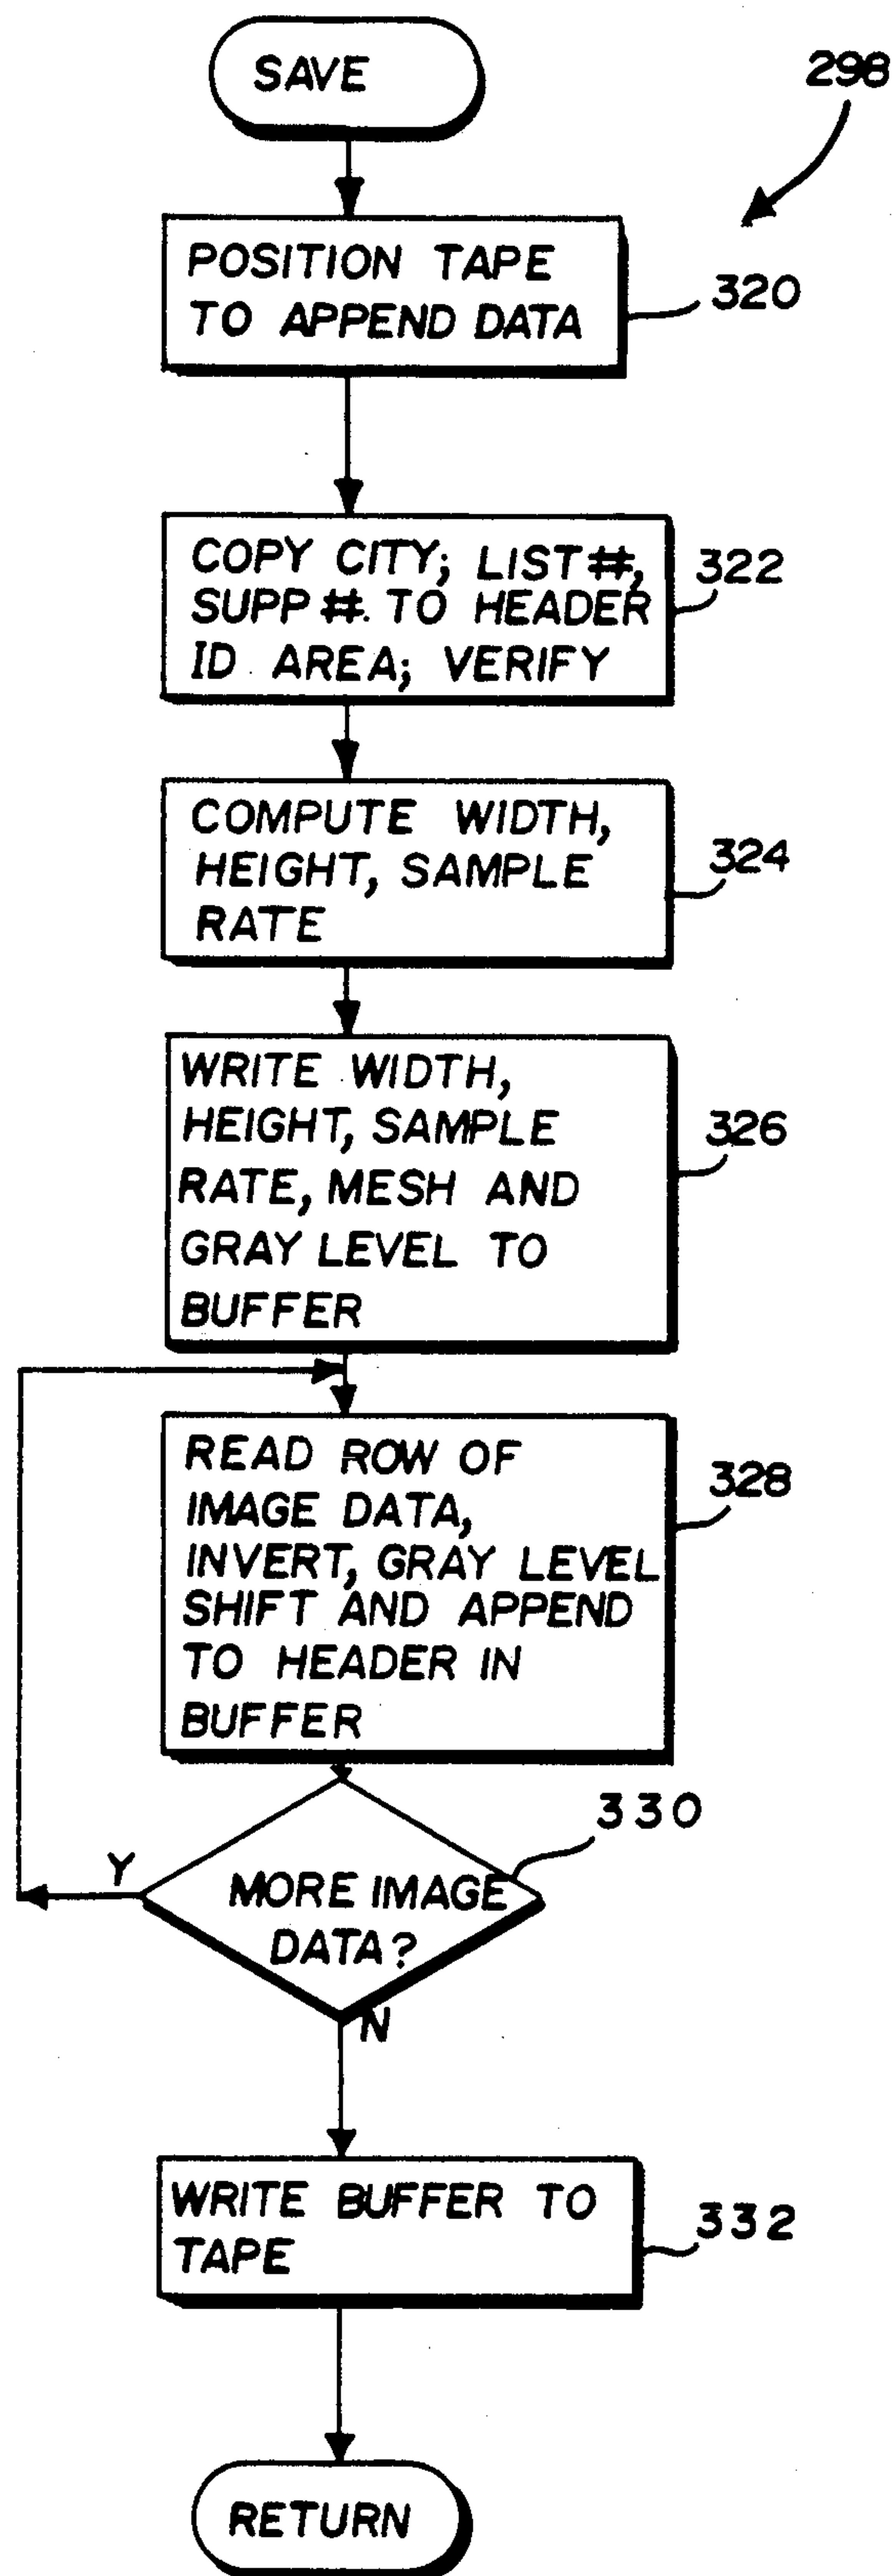 SAVE
298
POSITION TAPE
TO APPEND DATA
320
COPY CITY; LIST #,
SUPP #. TO HEADER
ID AREA; VERIFY
322
COMPUTE WIDTH,
HEIGHT, SAMPLE
RATE
324
WRITE WIDTH,
HEIGHT, SAMPLE
RATE, MESH AND
GRAY LEVEL TO
BUFFER
326
READ ROW OF
IMAGE DATA,
INVERT, GRAY LEVEL
SHIFT AND APPEND
TO HEADER IN
BUFFER
328
330
Y
MORE IMAGE
DATA?
N
WRITE BUFFER TO
TAPE
332
RETURN